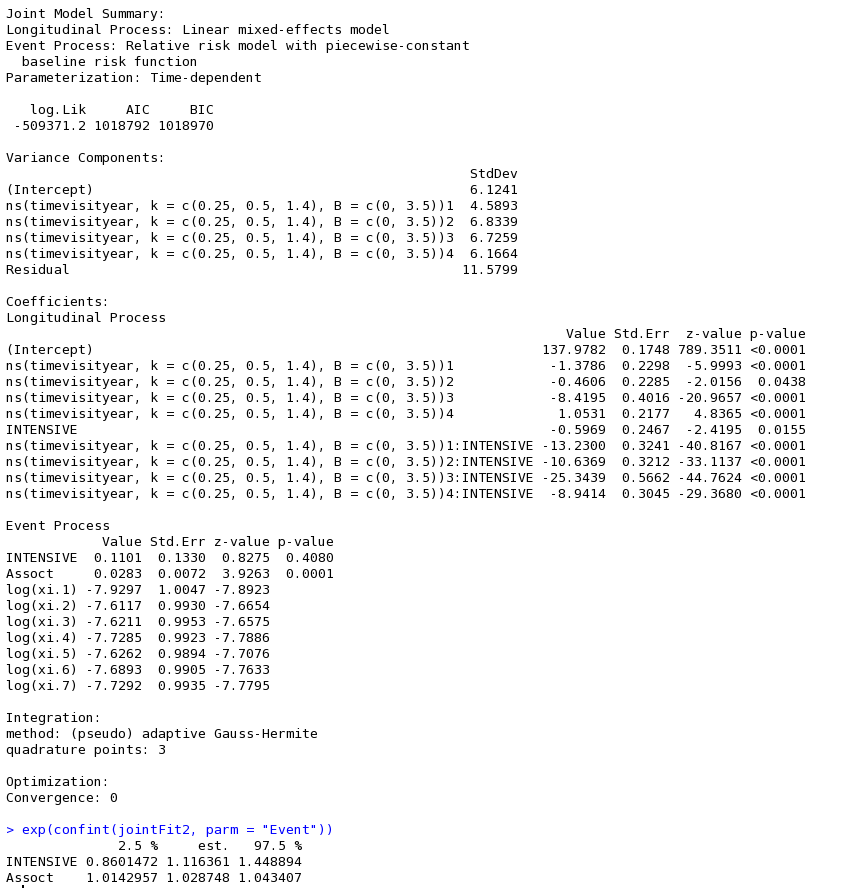 Joint Model Summary:
Longitudinal Process: Linear mixed-effects model
Event Process: Relative risk model with piecewise-constant
  baseline risk function
Parameterization: Time-dependent

   log.Lik     AIC     BIC
 -509371.2 1018792 1018970

Variance Components:
                                                          StdDev
(Intercept)                                               6.1241
ns(timevisityear, k = c(0.25, 0.5, 1.4), B = c(0, 3.5))1  4.5893
ns(timevisityear, k = c(0.25, 0.5, 1.4), B = c(0, 3.5))2  6.8339
ns(timevisityear, k = c(0.25, 0.5, 1.4), B = c(0, 3.5))3  6.7259
ns(timevisityear, k = c(0.25, 0.5, 1.4), B = c(0, 3.5))4  6.1664
Residual                                                 11.5799

Coefficients:
Longitudinal Process
                                                                      Value Std.Err  z-value p-value
(Intercept)                                                        137.9782  0.1748 789.3511 <0.0001
ns(timevisityear, k = c(0.25, 0.5, 1.4), B = c(0, 3.5))1            -1.3786  0.2298  -5.9993 <0.0001
ns(timevisityear, k = c(0.25, 0.5, 1.4), B = c(0, 3.5))2            -0.4606  0.2285  -2.0156  0.0438
ns(timevisityear, k = c(0.25, 0.5, 1.4), B = c(0, 3.5))3            -8.4195  0.4016 -20.9657 <0.0001
ns(timevisityear, k = c(0.25, 0.5, 1.4), B = c(0, 3.5))4             1.0531  0.2177   4.8365 <0.0001
INTENSIVE                                                           -0.5969  0.2467  -2.4195  0.0155
ns(timevisityear, k = c(0.25, 0.5, 1.4), B = c(0, 3.5))1:INTENSIVE -13.2300  0.3241 -40.8167 <0.0001
ns(timevisityear, k = c(0.25, 0.5, 1.4), B = c(0, 3.5))2:INTENSIVE -10.6369  0.3212 -33.1137 <0.0001
ns(timevisityear, k = c(0.25, 0.5, 1.4), B = c(0, 3.5))3:INTENSIVE -25.3439  0.5662 -44.7624 <0.0001
ns(timevisityear, k = c(0.25, 0.5, 1.4), B = c(0, 3.5))4:INTENSIVE  -8.9414  0.3045 -29.3680 <0.0001

Event Process
            Value Std.Err z-value p-value
INTENSIVE  0.1101  0.1330  0.8275  0.4080
Assoct     0.0283  0.0072  3.9263  0.0001
log(xi.1) -7.9297  1.0047 -7.8923
log(xi.2) -7.6117  0.9930 -7.6654
log(xi.3) -7.6211  0.9953 -7.6575
log(xi.4) -7.7285  0.9923 -7.7886
log(xi.5) -7.6262  0.9894 -7.7076
log(xi.6) -7.6893  0.9905 -7.7633
log(xi.7) -7.7292  0.9935 -7.7795

Integration:
method: (pseudo) adaptive Gauss-Hermite
quadrature points: 3

Optimization:
Convergence: 0

> exp(confint(jointFit2, parm = "Event"))
              2.5 %     est.   97.5 %
INTENSIVE 0.8601472 1.116361 1.448894
Assoct    1.0142957 1.028748 1.043407